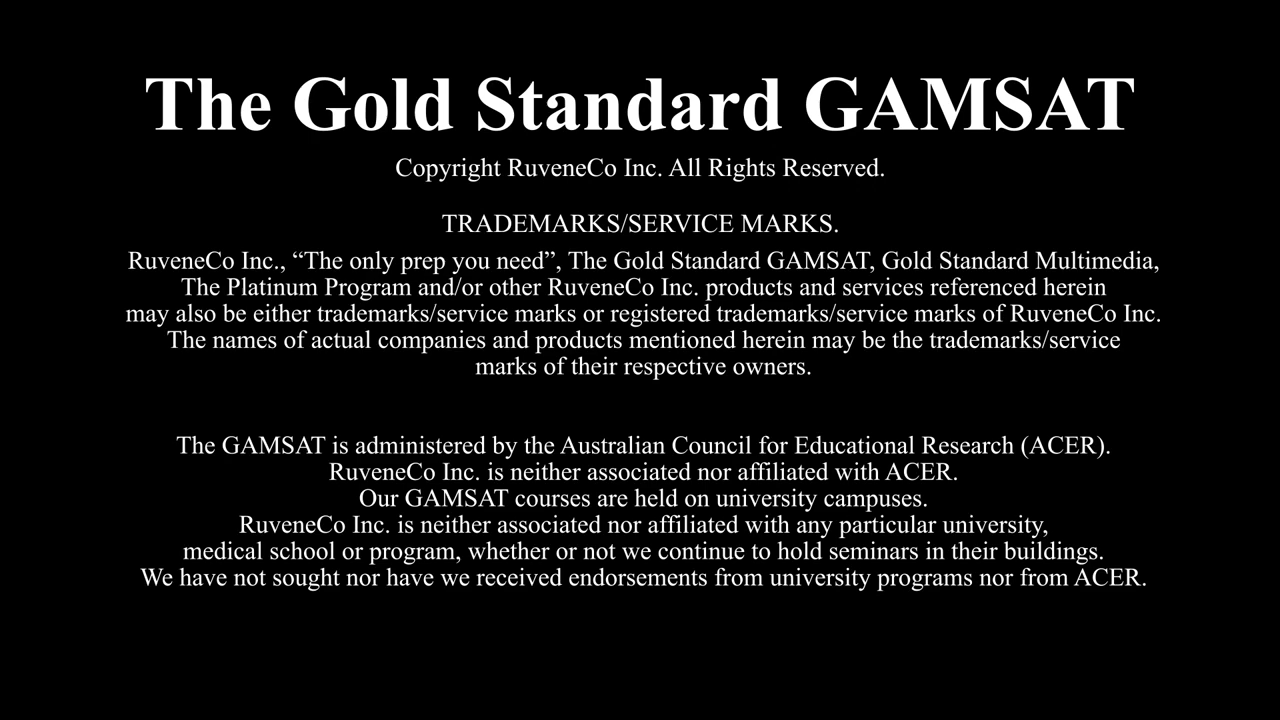 The Gold Standard GAMSAT
Copyright RuveneCo Inc. All Rights Reserved.
TRADEMARKS/SERVICE MARKS.
RuveneCo Inc., “The only prep you need”, The Gold Standard GAMSAT, Gold Standard Multimedia,
The Platinum Program and/or other RuveneCo Inc. products and services referenced herein
may also be either trademarks/service marks or registered trademarks/service marks of RuveneCo Inc.
The names of actual companies and products mentioned herein may be the trademarks/service
marks of their respective owners.
The GAMSAT is administered by the Australian Council for Educational Research (ACER).
RuveneCo Inc. is neither associated nor affiliated with ACER.
Our GAMSAT courses are held on university campuses.
RuveneCo Inc. is neither associated nor affiliated with any particular university,
medical school or program, whether or not we continue to hold seminars in their buildings.
We have not sought nor have we received endorsements from university programs nor from ACER.